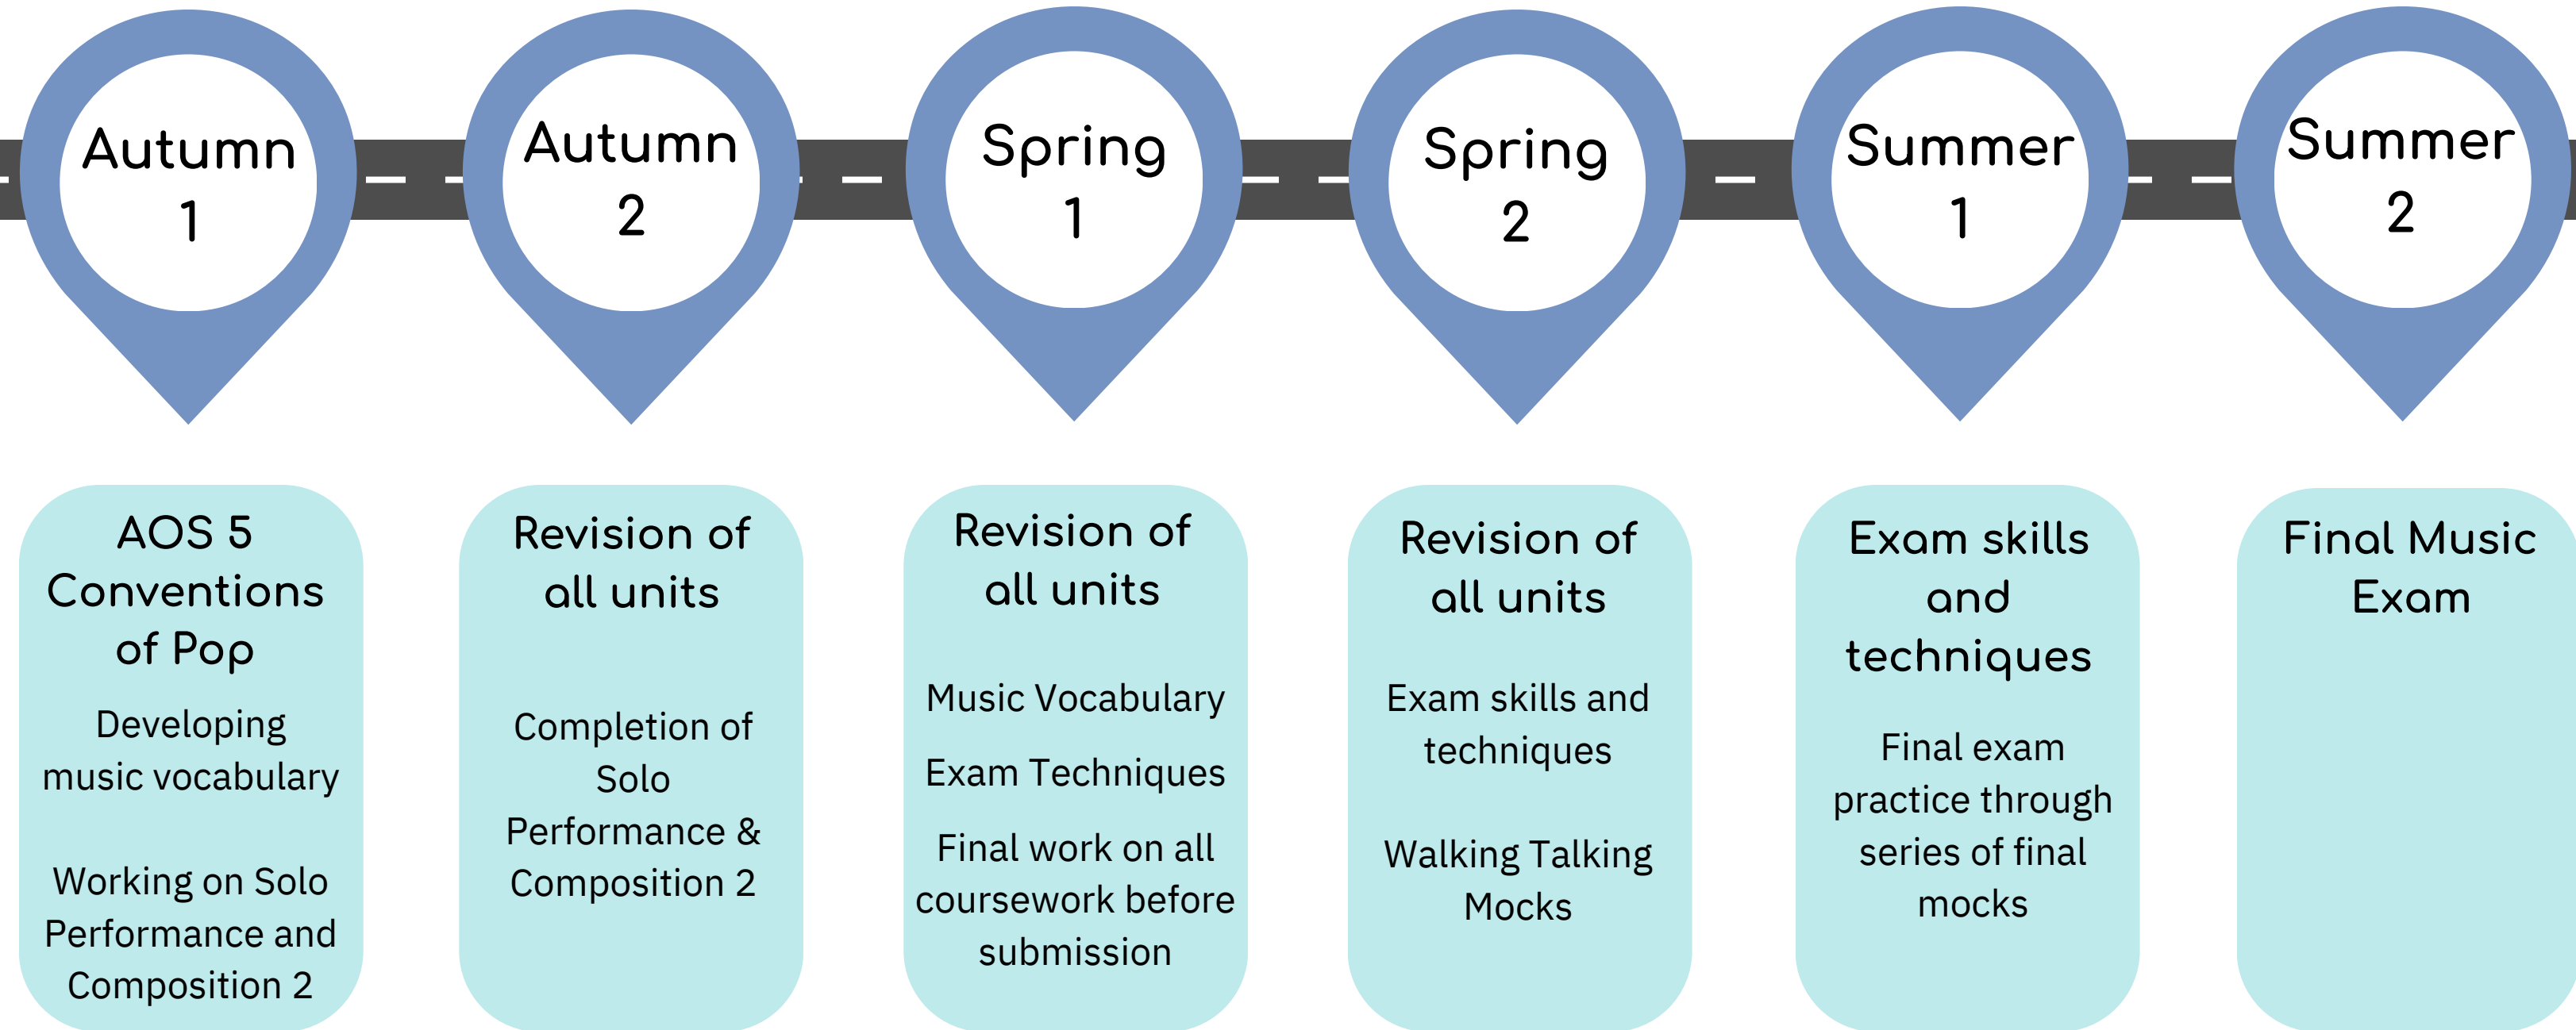 Autumn
1
Autumn
2
Spring
1
Spring
2
Summer
1
Summer
2
AOS 5
Conventions
of Pop
Developing
music vocabulary
Working on Solo
Performance and
Composition 2
Revision of
all units
Completion of
Solo
Performance &
Composition 2
Revision of
all units
Music Vocabulary
Exam Techniques
Final work on all
coursework before
submission
Revision of
all units
Exam skills and
techniques
Walking Talking
Mocks
Exam skills
and
techniques
Final exam
practice through
series of final
mocks
Final Music
Exam